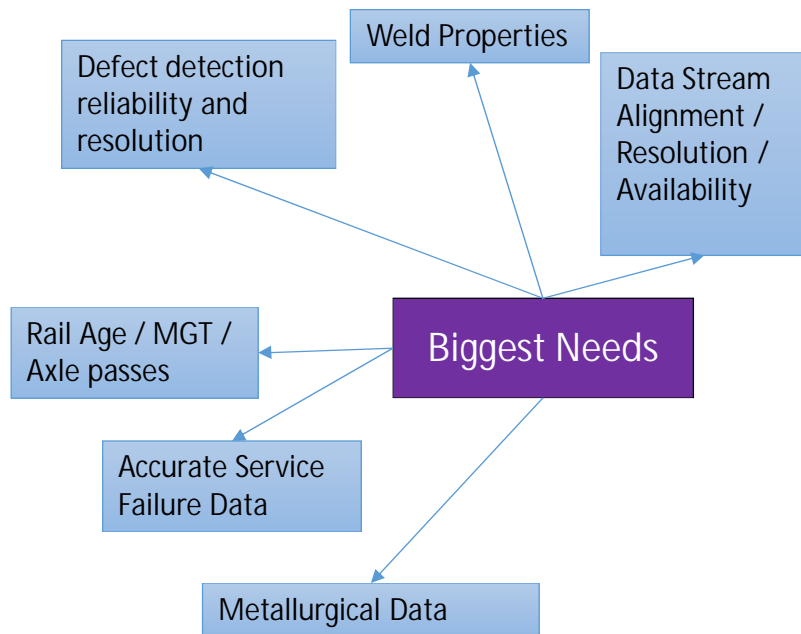 Weld Properties
Defect detection
reliability and
resolution
Data Stream
Alignment /
Resolution /
Availability
Rail Age / MGT /
Axle passes
Biggest Needs
Accurate Service
Failure Data
Metallurgical Data